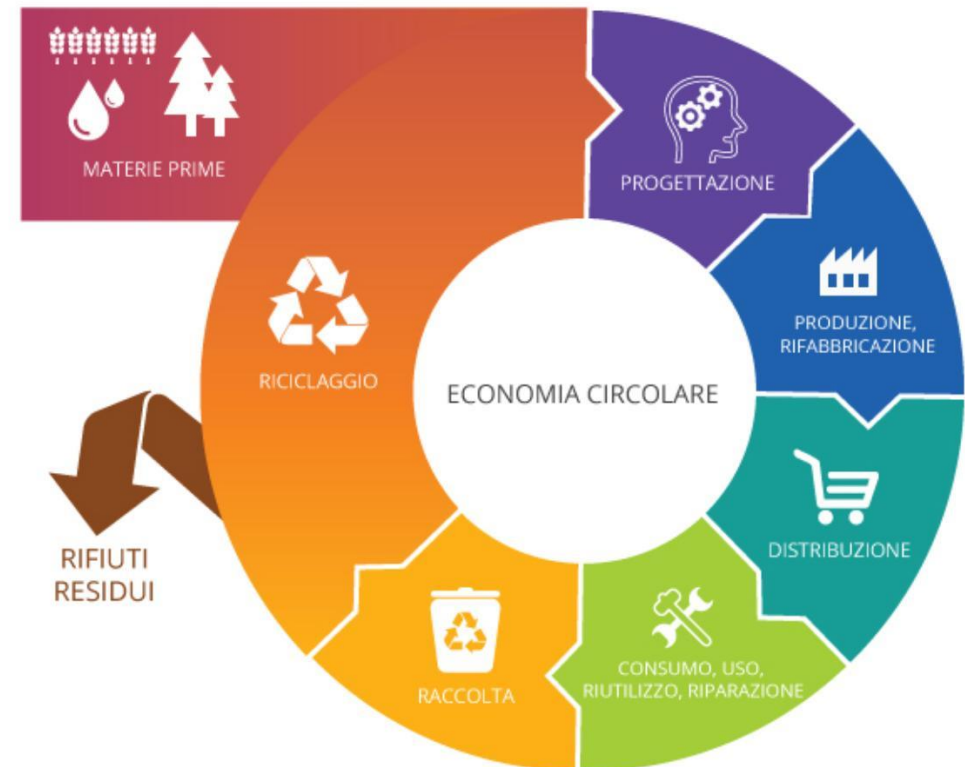 MATERIE PRIME
PROGETTAZIONE
PRODUZIONE,
RIFABBRICAZIONE
DISTRIBUZIONE
CONSUMO, USO,
RIUTILIZZO, RIPARAZIONE
RACCOLTA
RICICLAGGIO
RIFIUTI
RESIDUI
ECONOMIA CIRCOLARE